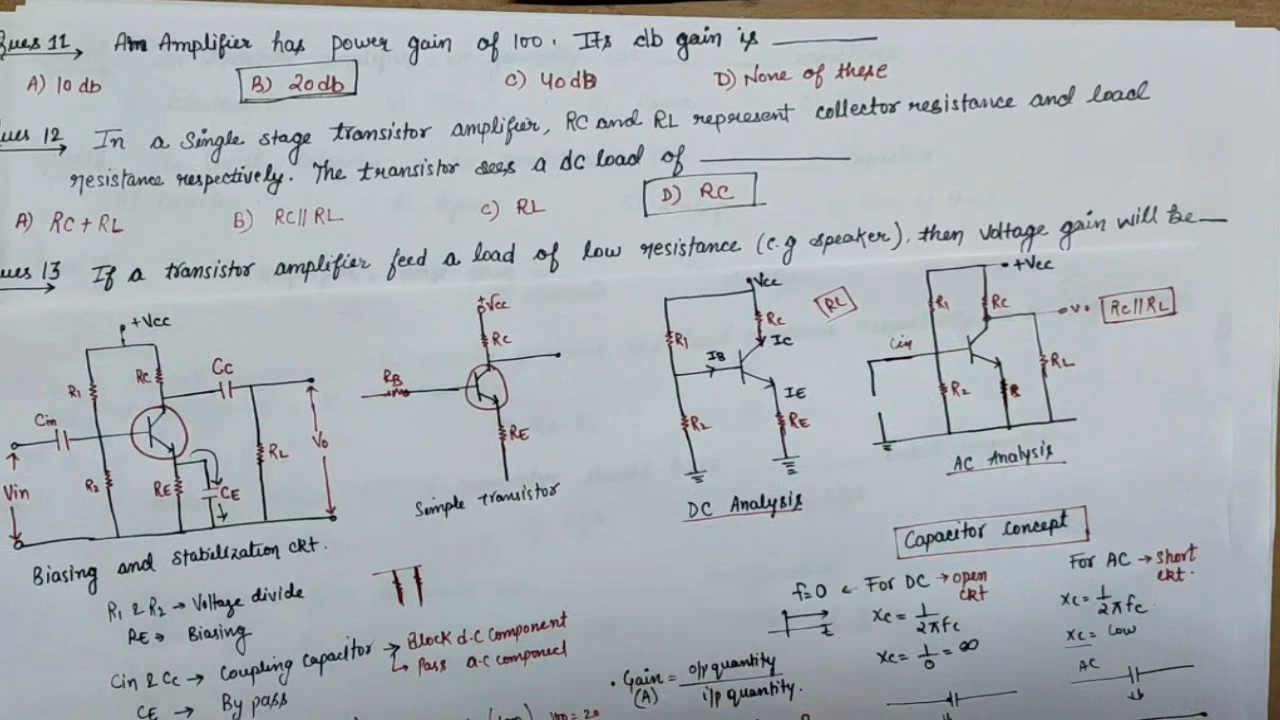 Ques 11 Am Amplifier has power gain of 100. Its db gain is ______
A) 10 db B) 20db C) 40dB D) None of these
Ques 12 In a single stage transistor amplifier, RC and RL represent collector resistance and load
resistance respectively. The transistor sees a dc load of ______
A) RC + RL B) RC || RL C) RL D) RC
Ques 13 If a transistor amplifier feed a load of low resistance (e.g speaker), then voltage gain will be __
+Vcc
R1
RC
Cc
Cin
Vin
R2
RE
CE
RL
Vo
Biasing and stabilization ckt.
+Vcc
RC
RB
RE
Simple transistor
Vcc
RL
R1
RC
IC
IB
IE
R2
RE
DC Analysis
+Vcc
R1
RC
Vo
RC||RL
Cin
R2
RL
AC Analysis
R1 & R2 → Voltage divide
RE → Biasing
Cin & Cc → Coupling capacitor → Block d.c component
↳ Pass a.c componect
CE → By pass
Capacitor concept
f=0 ← For DC → open
ckt
t
Xc = 1/2πfc
Xc = 1/0 = ∞
For AC → short
ckt.
Xc = 1/2πfc
Xc = Low
AC
• Gain = o/p quantity / i/p quantity.
(A)
100 = 20